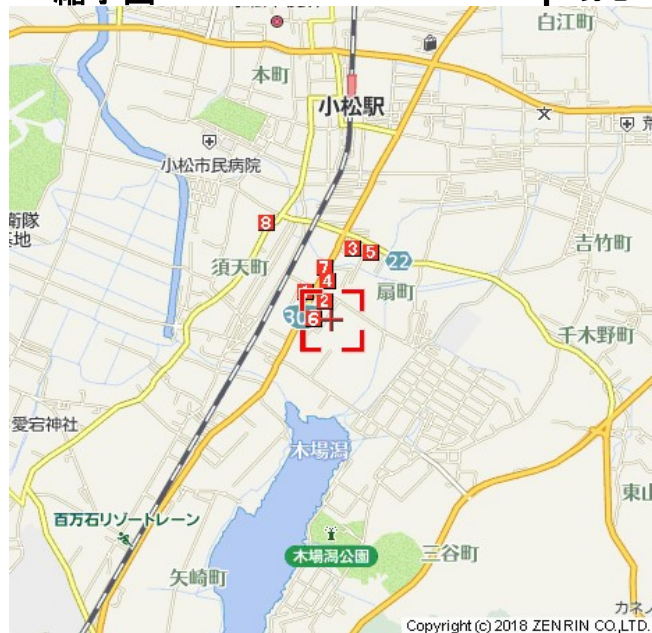 白江町
本町
小松駅
小松市民病院
8
3
5
22
吉竹町
須天町
7
4
扇町
1
2
6
千木野町
愛宕神社
木場潟
百万石リゾートレーン
木場潟公園
三谷町
矢崎町
Copyright (c) 2018 ZENRIN CO.,LTD.